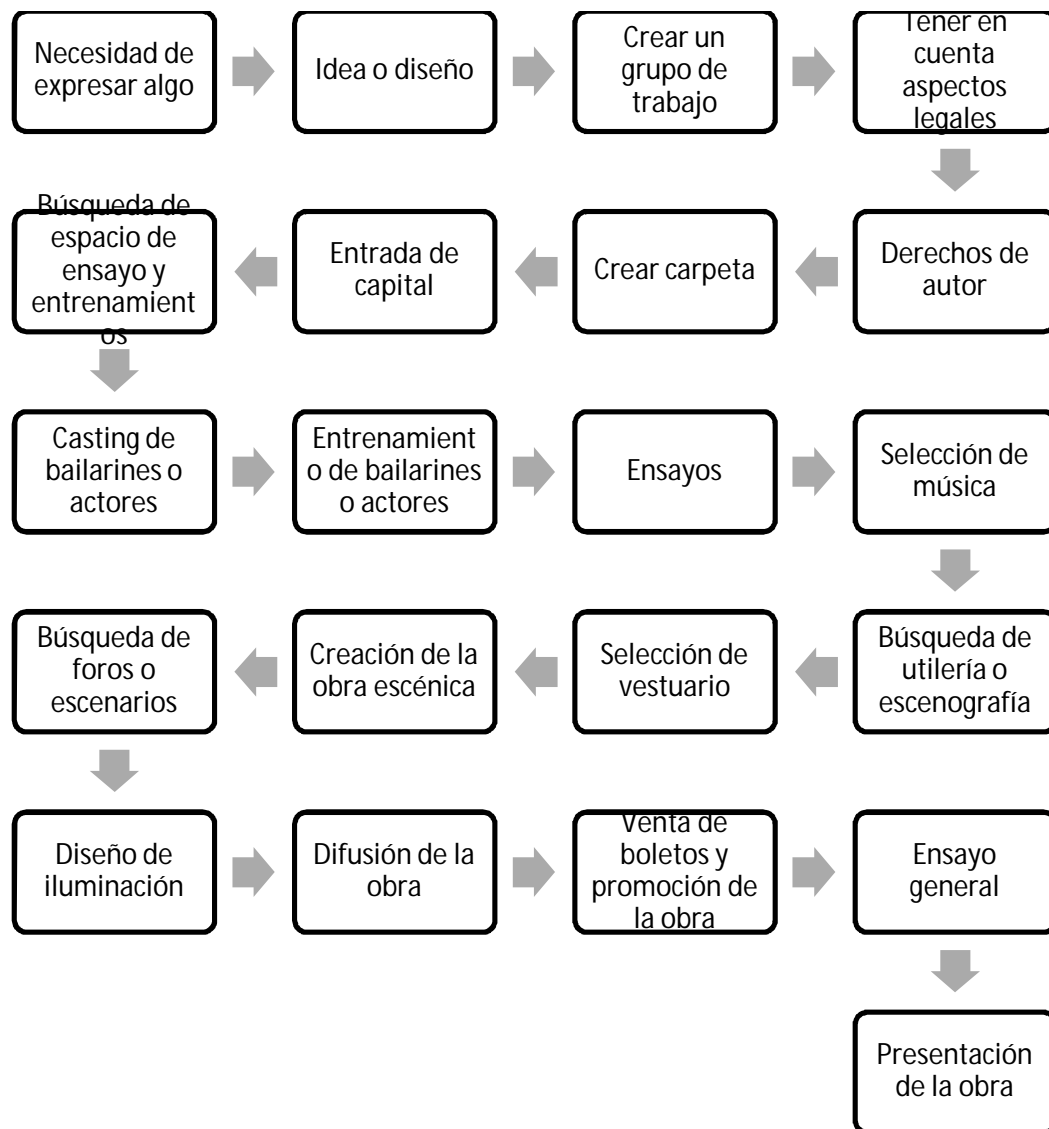 Necesidad de
expresar algo
Idea o diseño
Crear un
grupo de
trabajo
Tener en
cuenta
aspectos
legales
Derechos de
autor
Crear carpeta
Entrada de
capital
Búsqueda de
espacio de
ensayo y
entrenamient
os
Casting de
bailarines o
actores
Entrenamient
o de bailarines
o actores
Ensayos
Selección de
música
Búsqueda de
utilería o
escenografía
Selección de
vestuario
Creación de la
obra escénica
Búsqueda de
foros o
escenarios
Diseño de
iluminación
Difusión de la
obra
Venta de
boletos y
promoción de
la obra
Ensayo
general
Presentación
de la obra